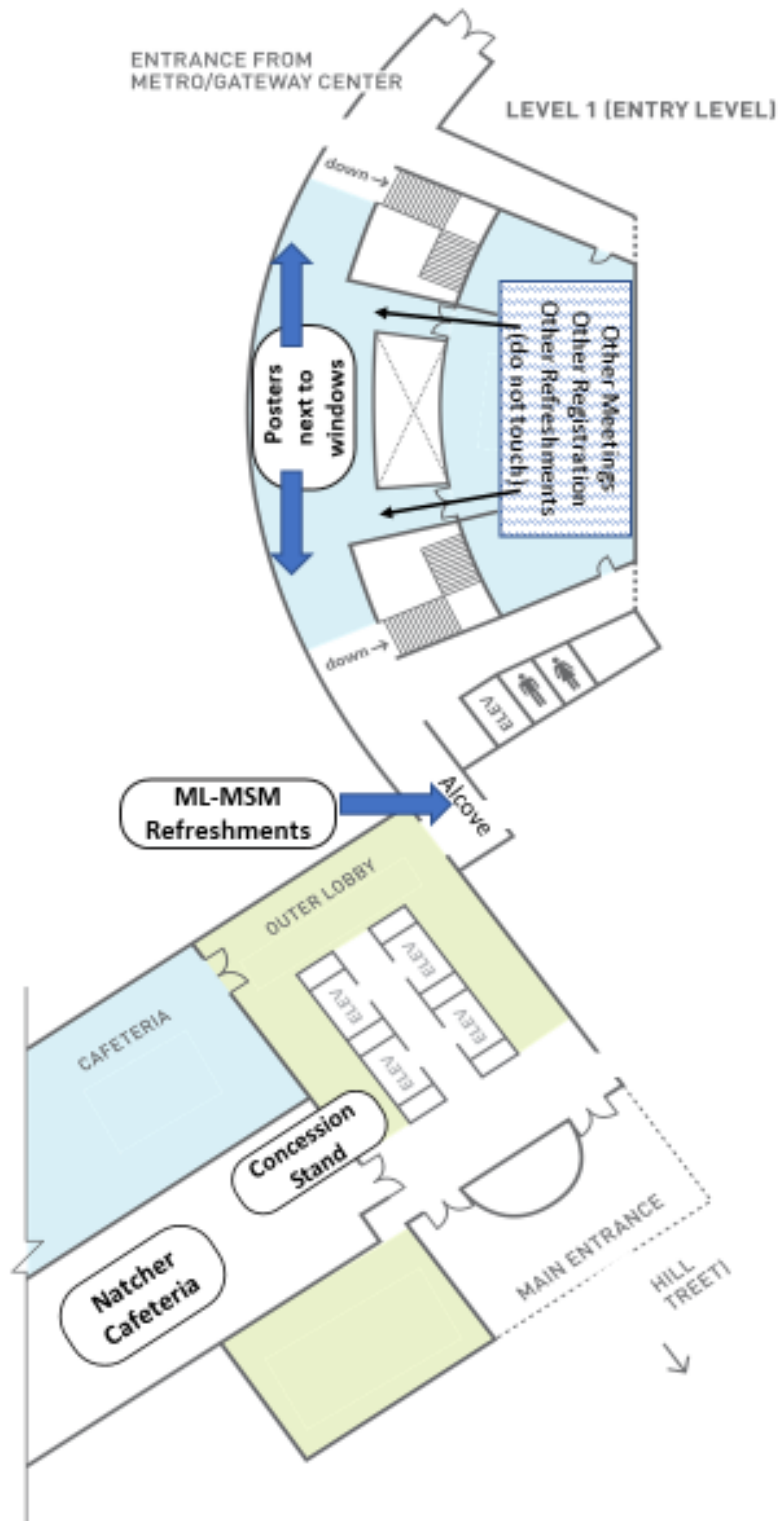 ENTRANCE FROM
METRO/GATEWAY CENTER
LEVEL 1 (ENTRY LEVEL)
down →
Other Meetings
Other Registration
Other Refreshments
(do not touch)
Posters
next to
windows
down →
ELEV
ML-MSM
Refreshments
Alcove
OUTER LOBBY
ELEV
ELEV
ELEV
ELEV
CAFETERIA
Concession
Stand
Natcher
Cafeteria
MAIN ENTRANCE
HILL
TREET)